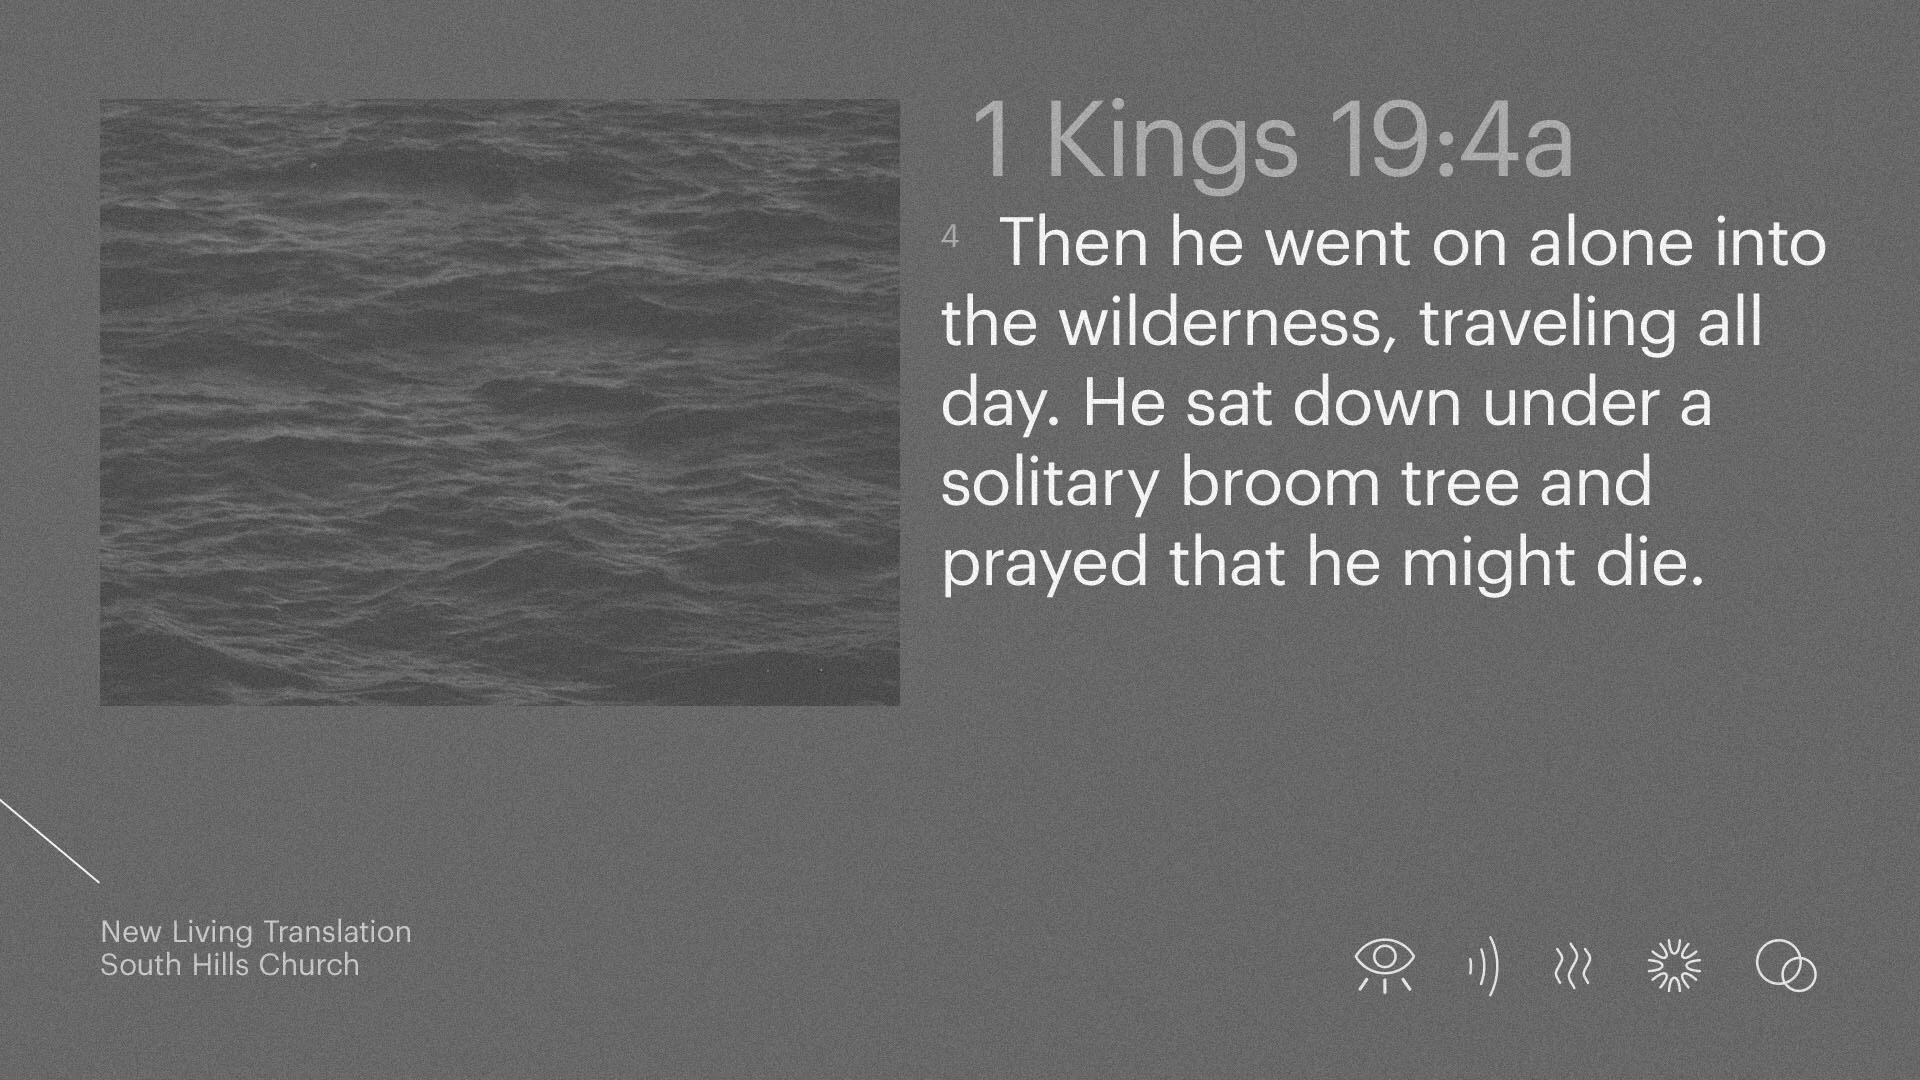 1 Kings 19:4a
4 Then he went on alone into
the wilderness, traveling all
day. He sat down under a
solitary broom tree and
prayed that he might die.
New Living Translation
South Hills Church